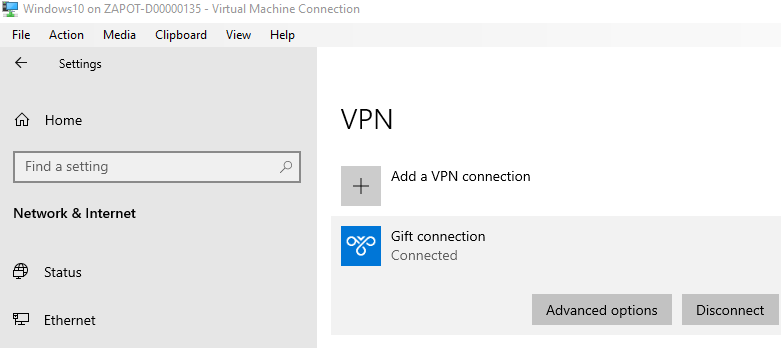 Windows10 on ZAPOT-D00000135 - Virtual Machine Connection
File Action Media Clipboard View Help
Settings
Home
Find a setting
Network & Internet
Status
Ethernet
VPN
Add a VPN connection
Gift connection
Connected
Advanced options Disconnect